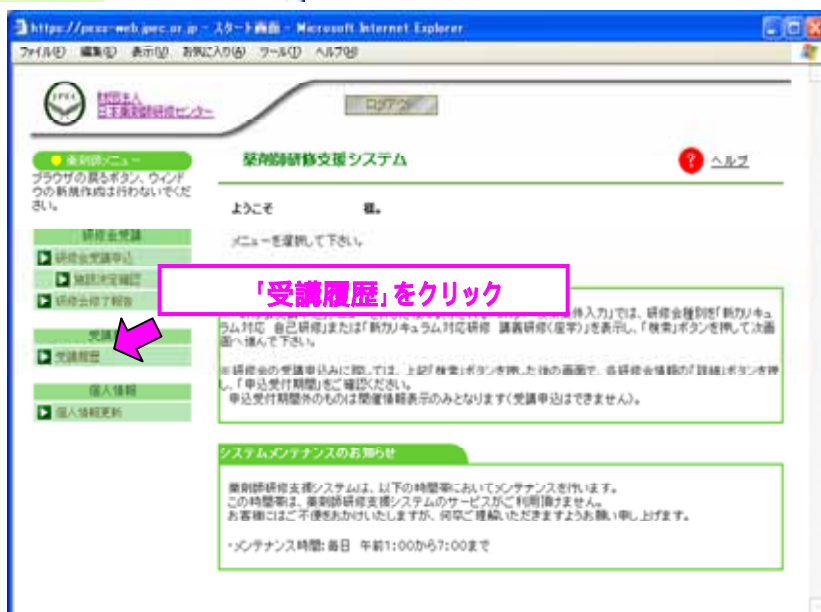 https://pess-web.jpec.or.jp - スタート画面 - Microsoft Internet Explorer
ファイル(F) 編集(E) 表示(V) お気に入り(A) ツール(T) ヘルプ(H)
財団法人
日本薬剤師研修センター
ログアウト
薬剤師メニュー
ブラウザの戻るボタン、ウィンド
ウの新規作成は行わないでくだ
さい。
研修会受講
研修会受講申込
施設決定確認
研修会修了報告
受講
受講履歴
個人情報
個人情報更新
薬剤師研修支援システム
? ヘルプ
ようこそ 様。
メニューを選択して下さい。
「受講履歴」をクリック
件入力」では、研修会種別を「新カリキュ
ラム対応 自己研修」または「新カリキュラム対応研修 講義研修(座学)」を表示し、「検索」ボタンを押して次画
面へ進んで下さい。
※研修会の受講申込みに関しては、上記「検索」ボタンを押した後の画面で、各研修会情報の「詳細」ボタンを押
し、「申込受付期間」をご確認ください。
申込受付期間外のものは開催情報表示のみとなります(受講申込はできません)。
システムメンテナンスのお知らせ
薬剤師研修支援システムは、以下の時間帯においてメンテナンスを行います。
この時間帯は、薬剤師研修支援システムのサービスがご利用頂けません。
お客様にはご不便をおかけいたしますが、何卒ご理解いただきますようお願い申し上げます。
・メンテナンス時間:毎日 午前1:00から7:00まで